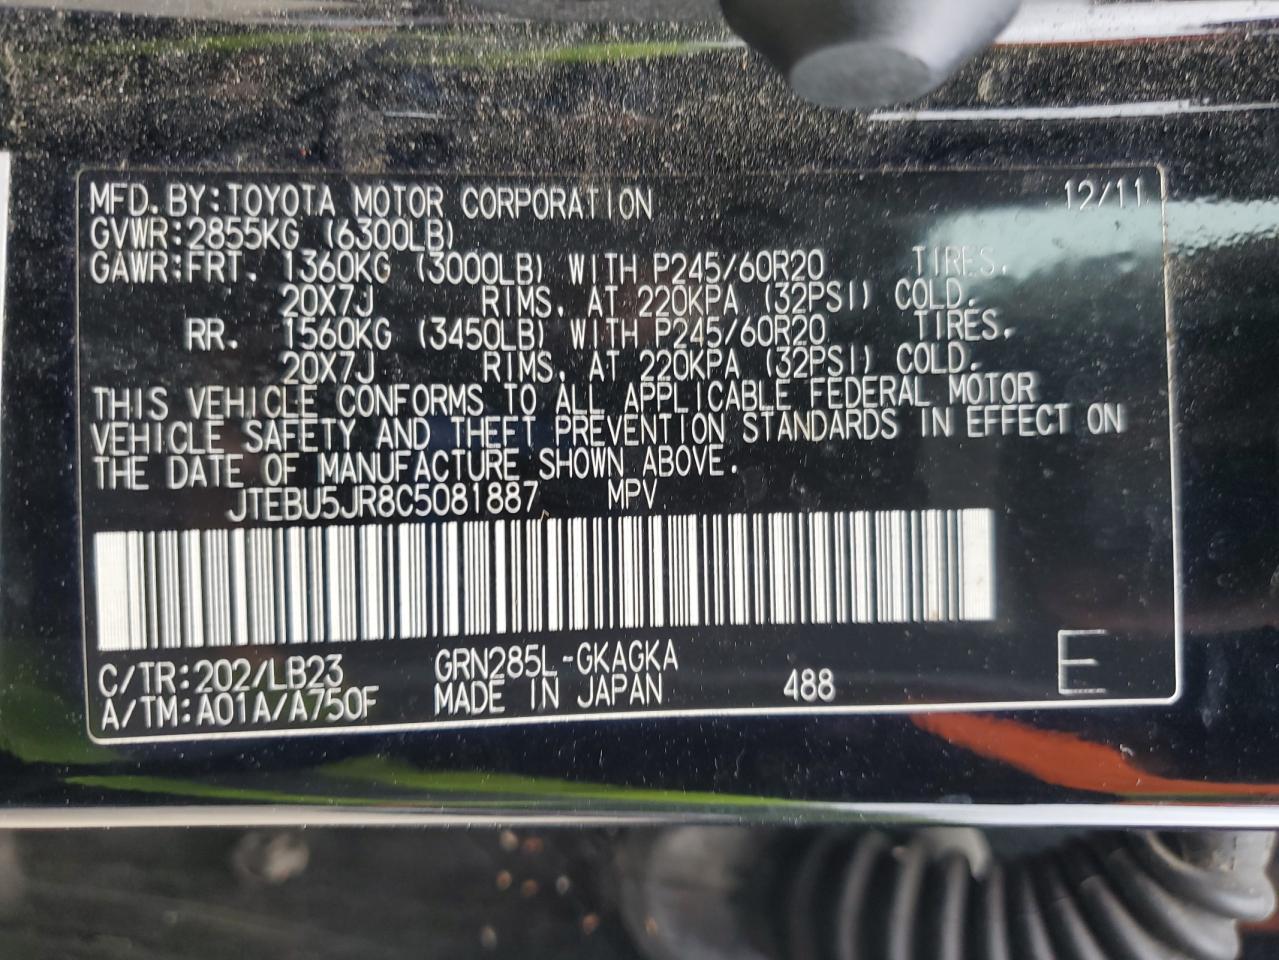 MFD. BY: TOYOTA MOTOR CORPORATION 12/11
GVWR: 2855KG (6300LB)
GAWR: FRT. 1360KG (3000LB) WITH P245/60R20 TIRES.
20X7J RIMS, AT 220KPA (32PSI) COLD.
RR. 1560KG (3450LB) WITH P245/60R20 TIRES.
20X7J RIMS, AT 220KPA (32PSI) COLD.
THIS VEHICLE CONFORMS TO ALL APPLICABLE FEDERAL MOTOR
VEHICLE SAFETY AND THEFT PREVENTION STANDARDS IN EFFECT ON
THE DATE OF MANUFACTURE SHOWN ABOVE.
JTEBU5JR8C5081887 MPV
C/TR: 202/LB23 GRN285L-GKAGKA
A/TM: A01A/A750F MADE IN JAPAN 488 E